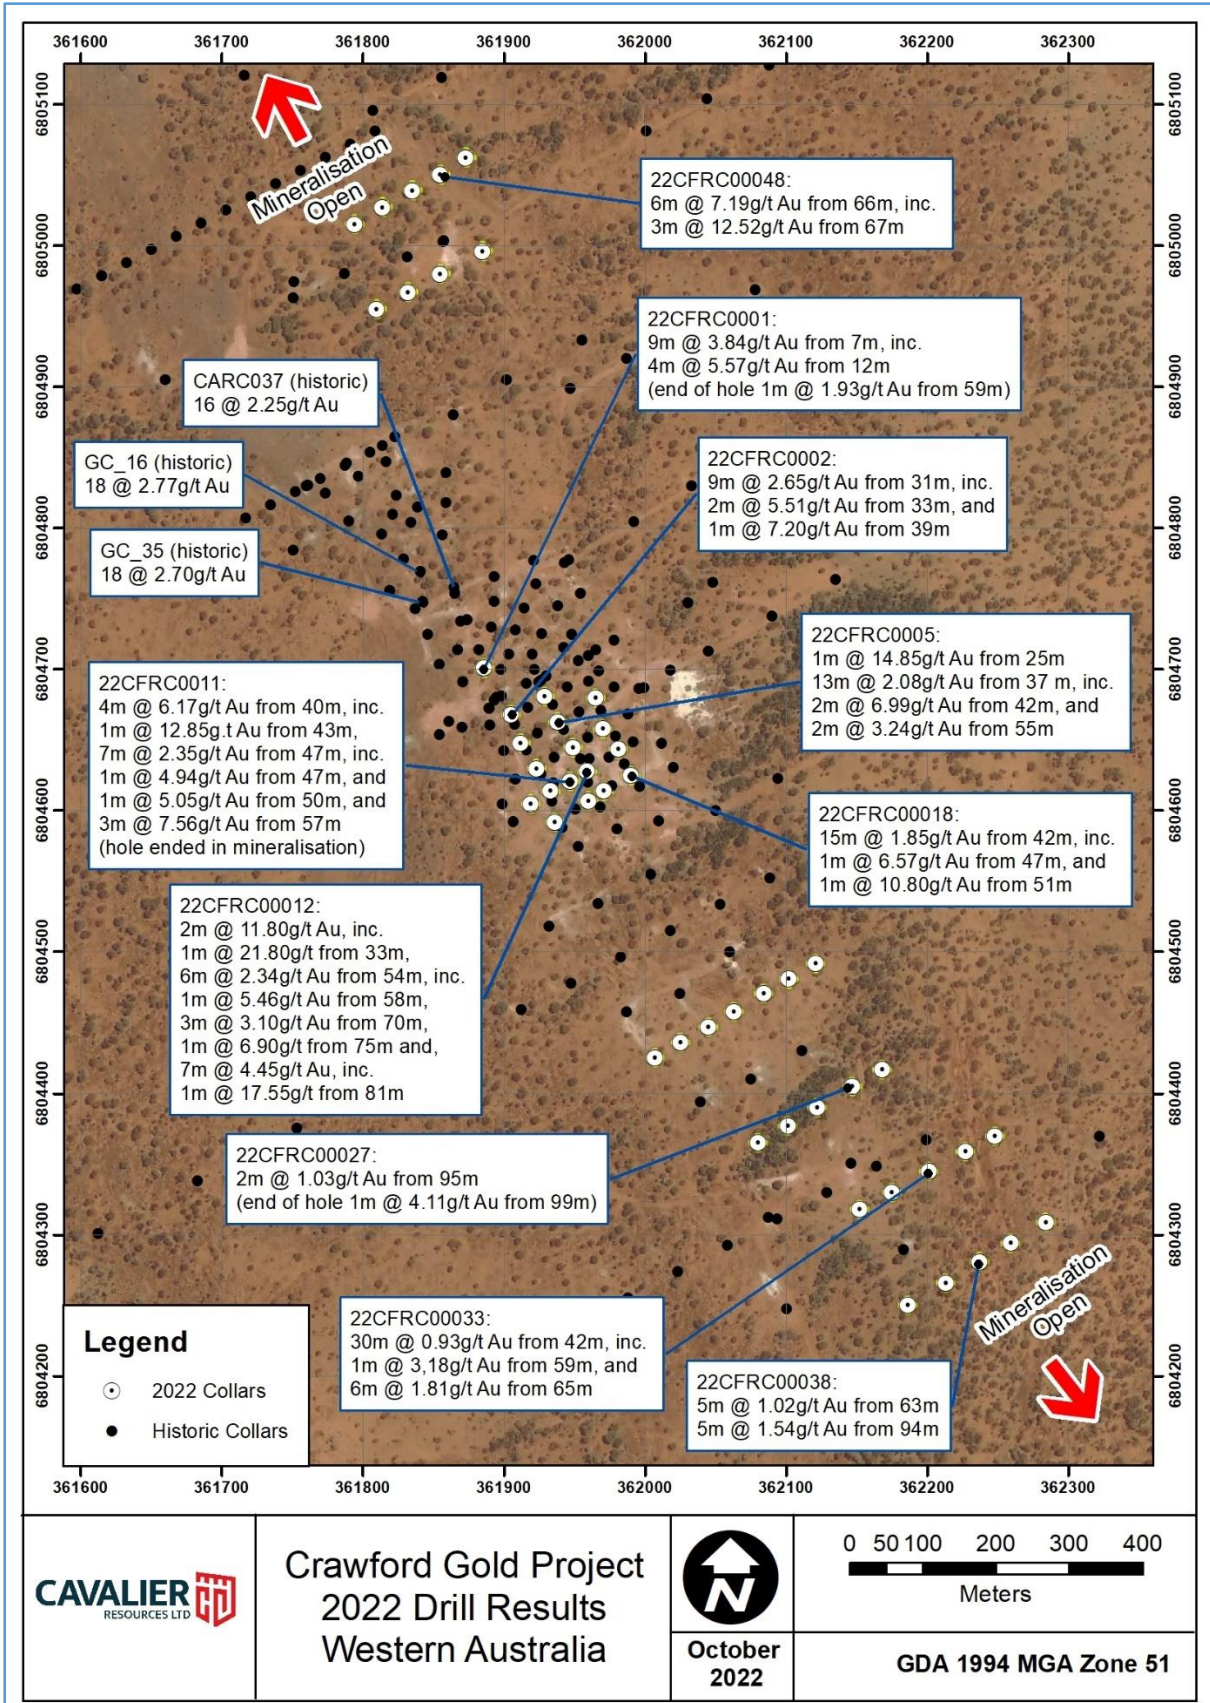 361600 361700 361800 361900 362000 362100 362200 362300
6805100
6805000
6804900
6804800
6804700
6804600
6804500
6804400
6804300
6804200
6805100
6805000
6804900
6804800
6804700
6804600
6804500
6804400
6804300
6804200
Mineralisation
Open
22CFRC00048:
6m @ 7.19g/t Au from 66m, inc.
3m @ 12.52g/t Au from 67m
22CFRC0001:
9m @ 3.84g/t Au from 7m, inc.
4m @ 5.57g/t Au from 12m
(end of hole 1m @ 1.93g/t Au from 59m)
CARC037 (historic)
16 @ 2.25g/t Au
GC_16 (historic)
18 @ 2.77g/t Au
22CFRC0002:
9m @ 2.65g/t Au from 31m, inc.
2m @ 5.51g/t Au from 33m, and
1m @ 7.20g/t Au from 39m
GC_35 (historic)
18 @ 2.70g/t Au
22CFRC0005:
1m @ 14.85g/t Au from 25m
13m @ 2.08g/t Au from 37 m, inc.
2m @ 6.99g/t Au from 42m, and
2m @ 3.24g/t Au from 55m
22CFRC0011:
4m @ 6.17g/t Au from 40m, inc.
1m @ 12.85g.t Au from 43m,
7m @ 2.35g/t Au from 47m, inc.
1m @ 4.94g/t Au from 47m, and
1m @ 5.05g/t Au from 50m, and
3m @ 7.56g/t Au from 57m
(hole ended in mineralisation)
22CFRC00018:
15m @ 1.85g/t Au from 42m, inc.
1m @ 6.57g/t Au from 47m, and
1m @ 10.80g/t Au from 51m
22CFRC00012:
2m @ 11.80g/t Au, inc.
1m @ 21.80g/t from 33m,
6m @ 2.34g/t Au from 54m, inc.
1m @ 5.46g/t Au from 58m,
3m @ 3.10g/t Au from 70m,
1m @ 6.90g/t from 75m and,
7m @ 4.45g/t Au, inc.
1m @ 17.55g/t from 81m
22CFRC00027:
2m @ 1.03g/t Au from 95m
(end of hole 1m @ 4.11g/t Au from 99m)
22CFRC00033:
30m @ 0.93g/t Au from 42m, inc.
1m @ 3,18g/t Au from 59m, and
6m @ 1.81g/t Au from 65m
22CFRC00038:
5m @ 1.02g/t Au from 63m
5m @ 1.54g/t Au from 94m
Mineralisation
Open
Legend
2022 Collars
Historic Collars
361600 361700 361800 361900 362000 362100 362200 362300
CAVALIER
RESOURCES LTD
Crawford Gold Project
2022 Drill Results
Western Australia
N
October
2022
0 50 100 200 300 400
Meters
GDA 1994 MGA Zone 51